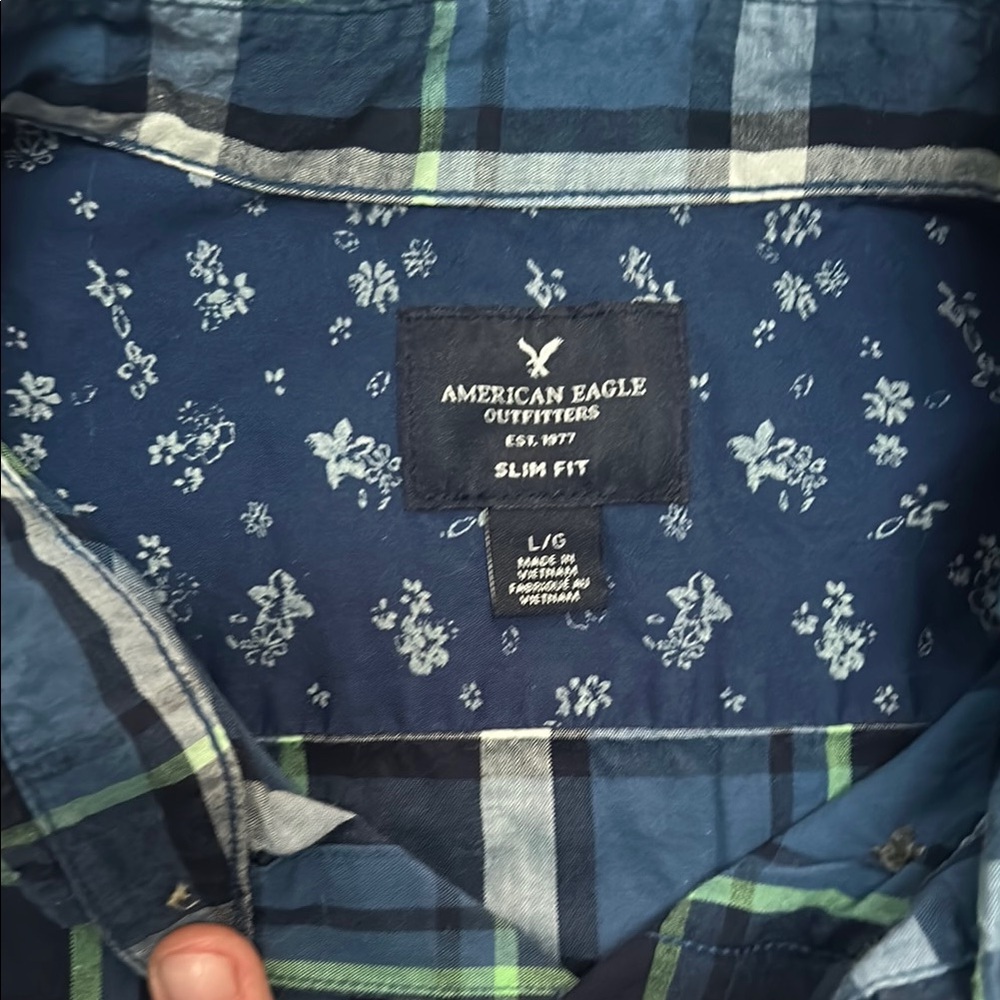 AMERICAN EAGLE
OUTFITTERS
EST. 1977
SLIM FIT
L/G
MADE IN
VIETNAM
FABRIQUÉ AU
VIETNAM